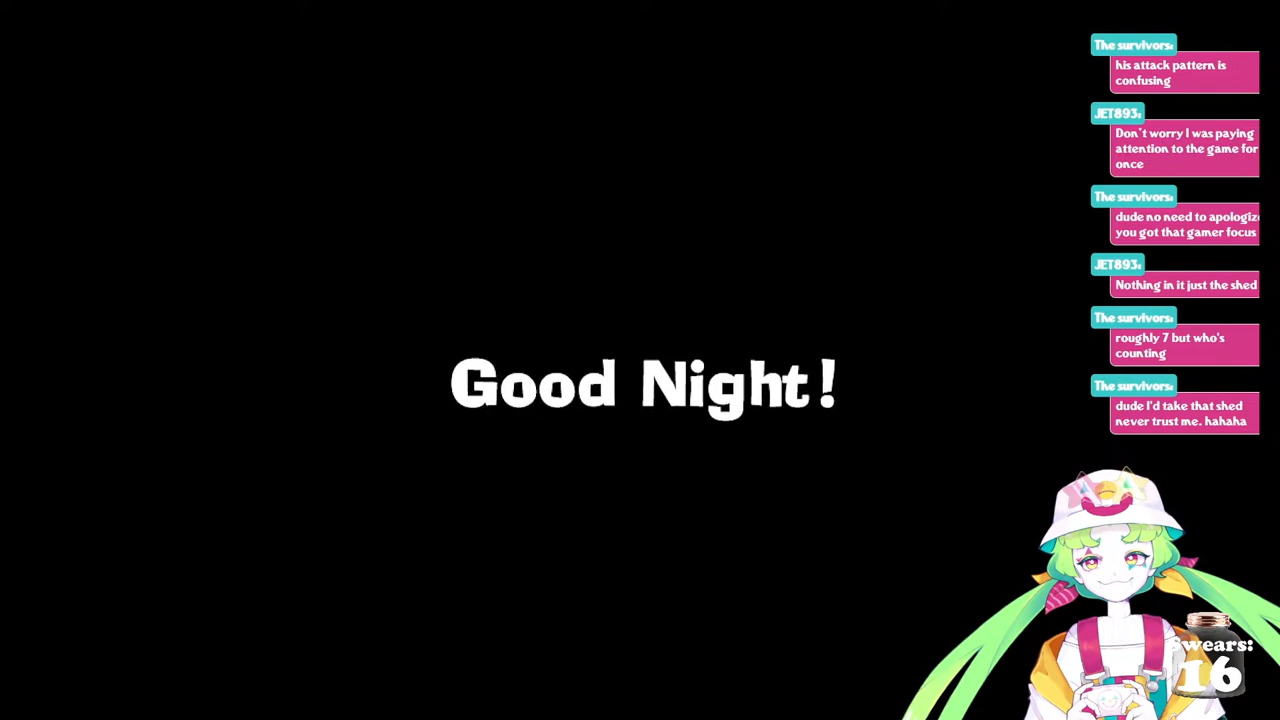 The survivors:
his attack pattern is
confusing
JET893:
Don't worry I was paying
attention to the game for
once
The survivors:
dude no need to apologize
you got that gamer focus
JET893:
Nothing in it just the shed
The survivors:
roughly 7 but who's
counting
The survivors:
dude I'd take that shed
never trust me. hahaha
Good Night!
Swears:
16